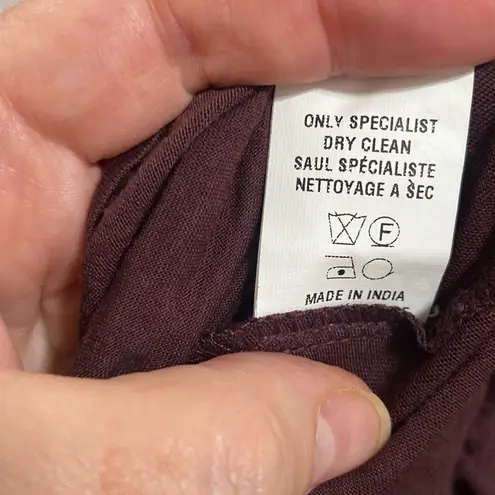 ONLY SPECIALIST
DRY CLEAN
SAUL SPÉCIALISTE
NETTOYAGE A SEC
F
MADE IN INDIA